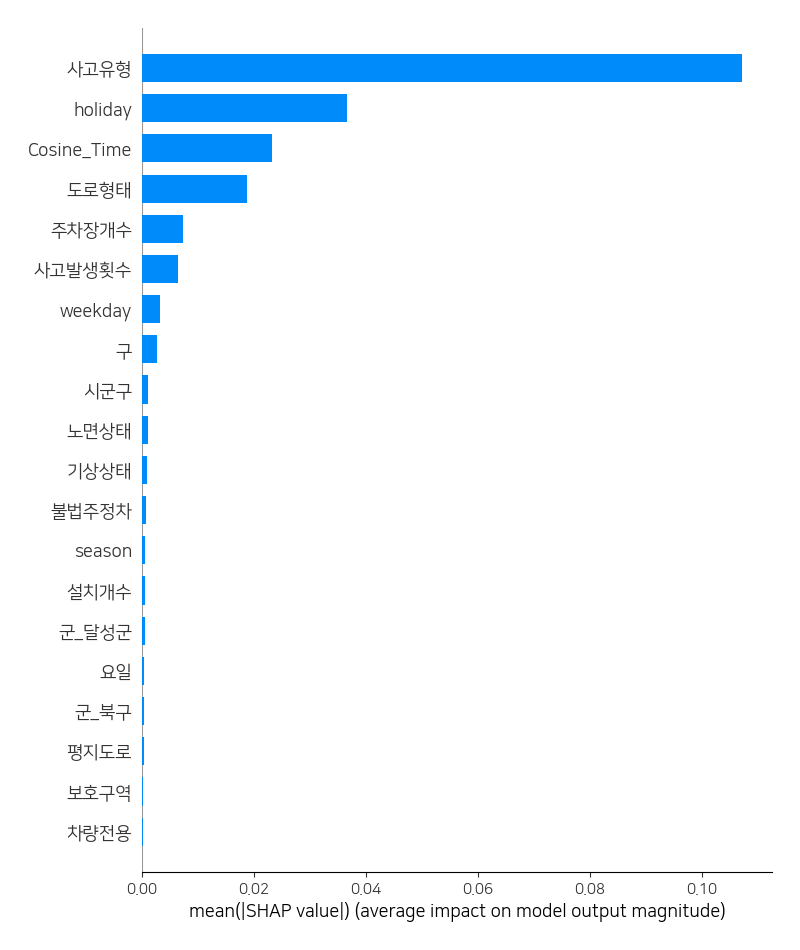 사고유형
holiday
Cosine_Time
도로형태
주차장개수
사고발생횟수
weekday
구
시군구
노면상태
기상상태
불법주정차
season
설치개수
군_달성군
요일
군_북구
평지도로
보호구역
차량전용
0.00 0.02 0.04 0.06 0.08 0.10
mean(|SHAP value|) (average impact on model output magnitude)